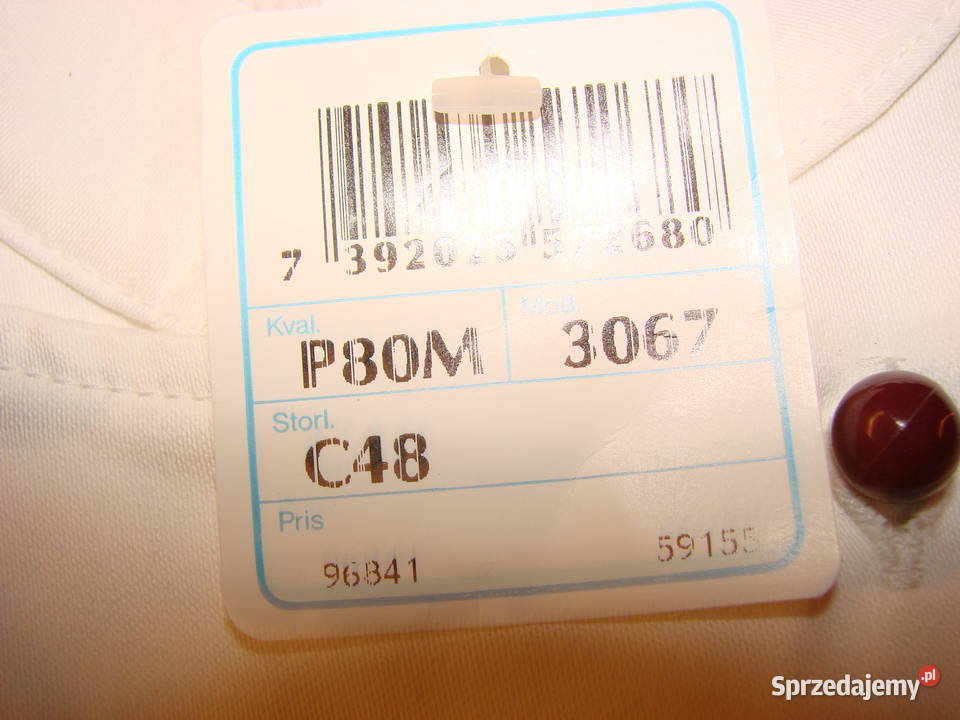 7 392025 572680
Kval. Mod.
P80M 3067
Storl.
C48
Pris
96841 59155
Sprzedajemy.pl